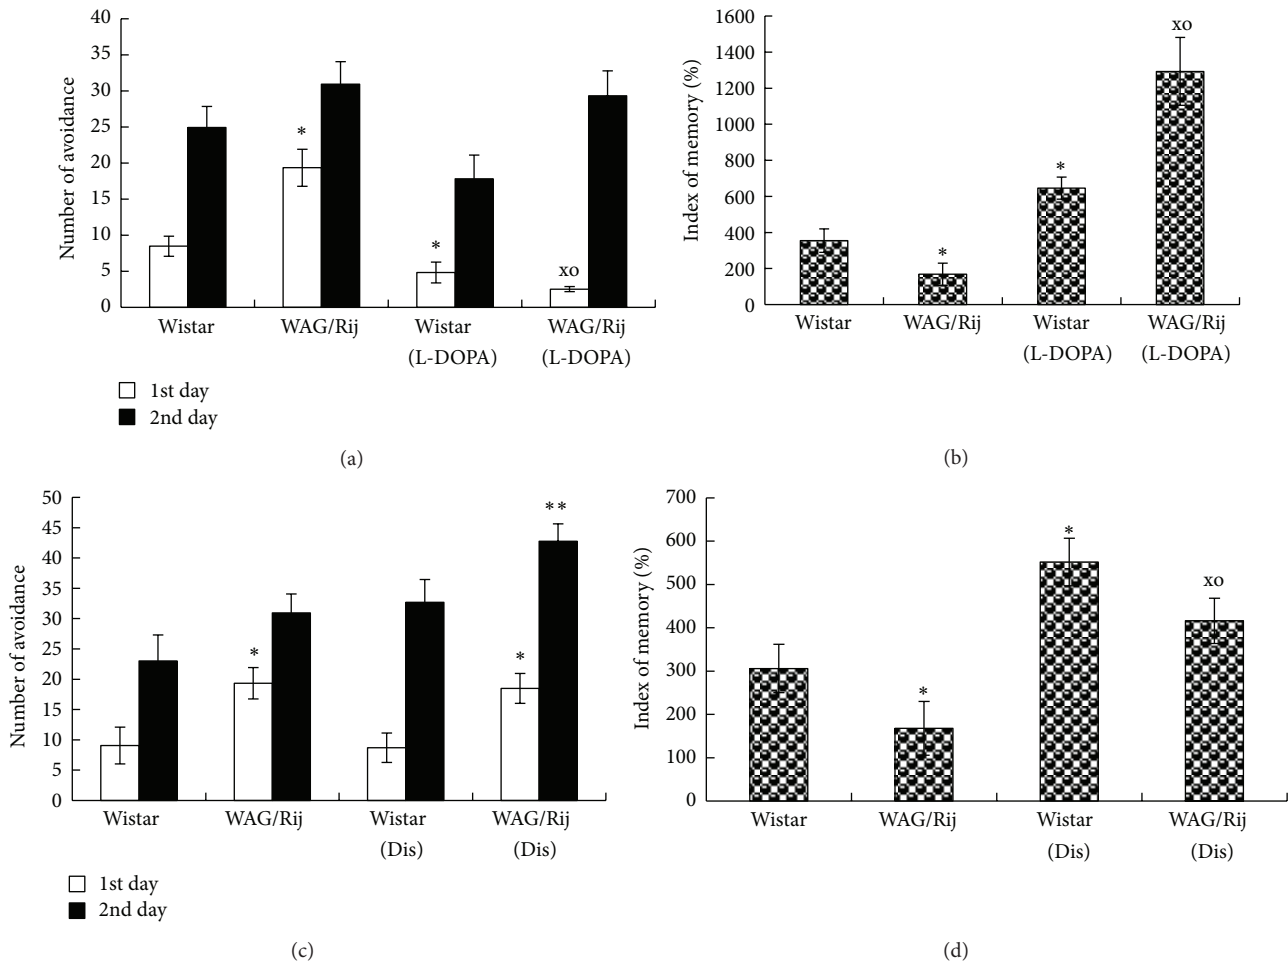 Number of avoidance
40
35
30
25
20
15
10
5
0
*
*
xo
Wistar WAG/Rij Wistar WAG/Rij
(L-DOPA) (L-DOPA)
1st day
2nd day
(a)
Index of memory (%)
1600
1400
1200
1000
800
600
400
200
0
*
*
xo
Wistar WAG/Rij Wistar WAG/Rij
(L-DOPA) (L-DOPA)
(b)
Number of avoidance
50
45
40
35
30
25
20
15
10
5
0
*
*
**
Wistar WAG/Rij Wistar WAG/Rij
(Dis) (Dis)
1st day
2nd day
(c)
Index of memory (%)
700
600
500
400
300
200
100
0
*
*
xo
Wistar WAG/Rij Wistar WAG/Rij
(Dis) (Dis)
(d)